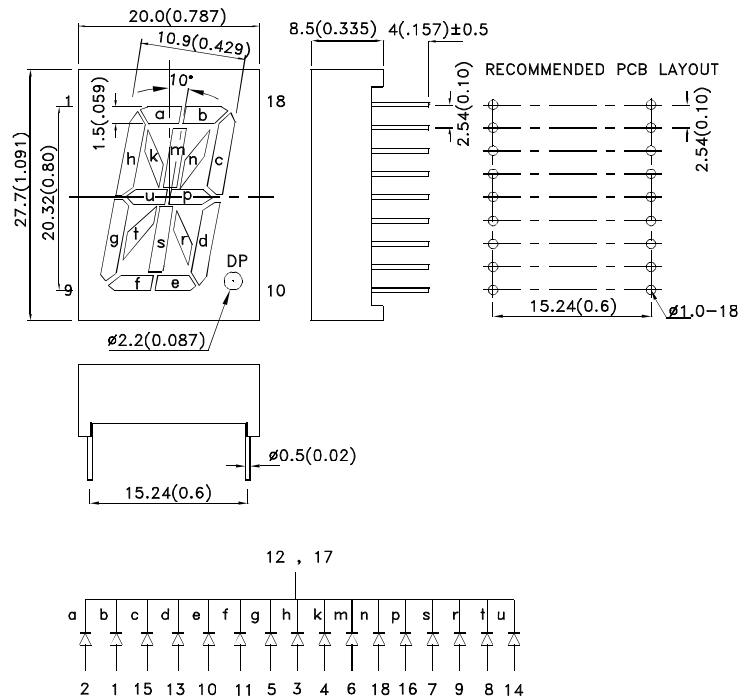 20.0(0.787)
10.9(0.429)
8.5(0.335)
4(.157)±0.5
10°
RECOMMENDED PCB LAYOUT
1
18
1.5(.059)
a
b
2.54(0.10)
2.54(0.10)
h
k
m
n
c
27.7(1.091)
20.32(0.80)
u
p
g
t
s
r
d
DP
f
e
9
10
15.24(0.6)
ø1.0-18
ø2.2(0.087)
ø0.5(0.02)
15.24(0.6)
12 , 17
a b c d e f g h k m n p s r t u
2 1 15 13 10 11 5 3 4 6 18 16 7 9 8 14